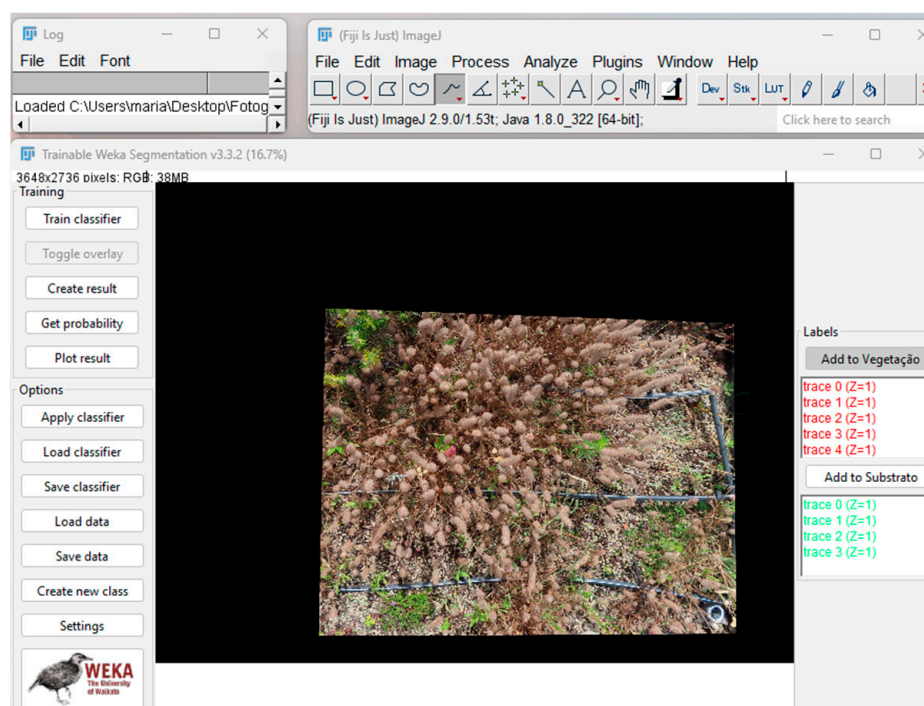 Log
File Edit Font
Loaded C:\Users\maria\Desktop\Fotog
(Fiji Is Just) ImageJ
File Edit Image Process Analyze Plugins Window Help
Dev Stk LUT
(Fiji Is Just) ImageJ 2.9.0/1.53t; Java 1.8.0_322 [64-bit];
Click here to search
Trainable Weka Segmentation v3.3.2 (16.7%)
3648x2736 pixels: RGB: 38MB
Training
Train classifier
Toggle overlay
Create result
Get probability
Plot result
Options
Apply classifier
Load classifier
Save classifier
Load data
Save data
Create new class
Settings
WEKA
The University
of Waikato
Labels
Add to Vegetação
trace 0 (Z=1)
trace 1 (Z=1)
trace 2 (Z=1)
trace 3 (Z=1)
trace 4 (Z=1)
Add to Substrato
trace 0 (Z=1)
trace 1 (Z=1)
trace 2 (Z=1)
trace 3 (Z=1)